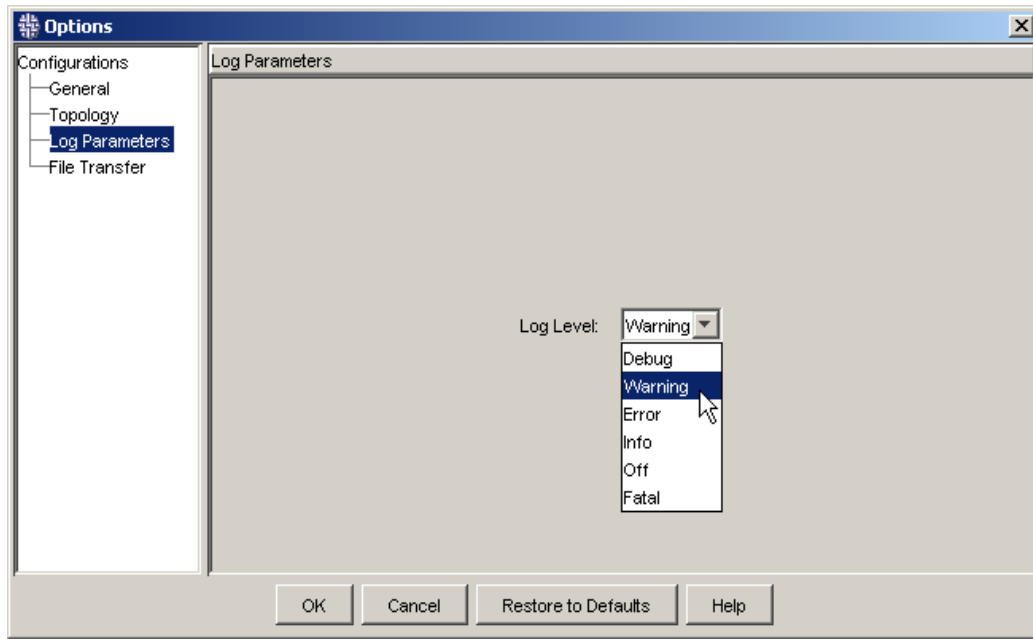 Options
Configurations
General
Topology
Log Parameters
File Transfer
Log Parameters
Log Level: Warning
Debug
Warning
Error
Info
Off
Fatal
OK Cancel Restore to Defaults Help